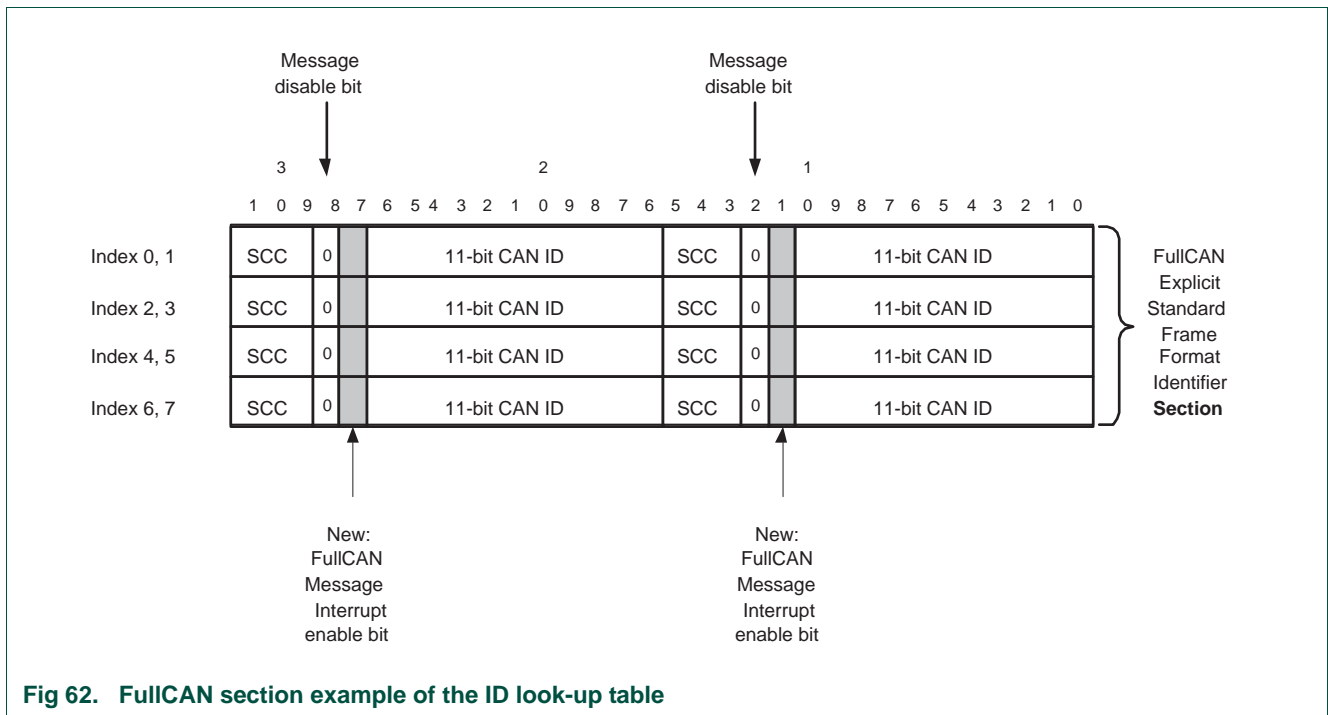 Message
disable bit
Message
disable bit
3 2 1
1 0 9 8 7 6 5 4 3 2 1 0 9 8 7 6 5 4 3 2 1 0 9 8 7 6 5 4 3 2 1 0
Index 0, 1 SCC 0 11-bit CAN ID SCC 0 11-bit CAN ID
Index 2, 3 SCC 0 11-bit CAN ID SCC 0 11-bit CAN ID
Index 4, 5 SCC 0 11-bit CAN ID SCC 0 11-bit CAN ID
Index 6, 7 SCC 0 11-bit CAN ID SCC 0 11-bit CAN ID
FullCAN
Explicit
Standard
Frame
Format
Identifier
Section
New:
FullCAN
Message
Interrupt
enable bit
New:
FullCAN
Message
Interrupt
enable bit
Fig 62. FullCAN section example of the ID look-up table